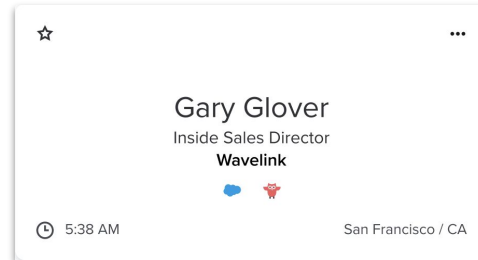 Gary Glover
Inside Sales Director
Wavelink
5:38 AM
San Francisco / CA